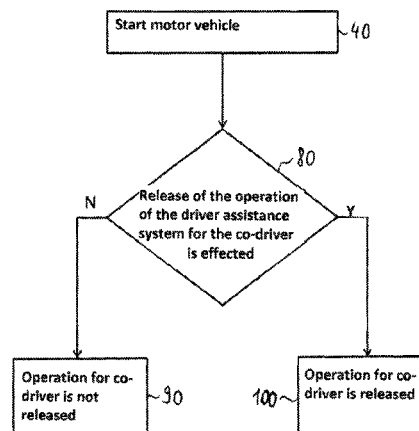 Start motor vehicle
40
80
Release of the operation
of the driver assistance
system for the co-driver
is effected
N
Y
Operation for co-
driver is not
released
90
Operation for co-
driver is released
100